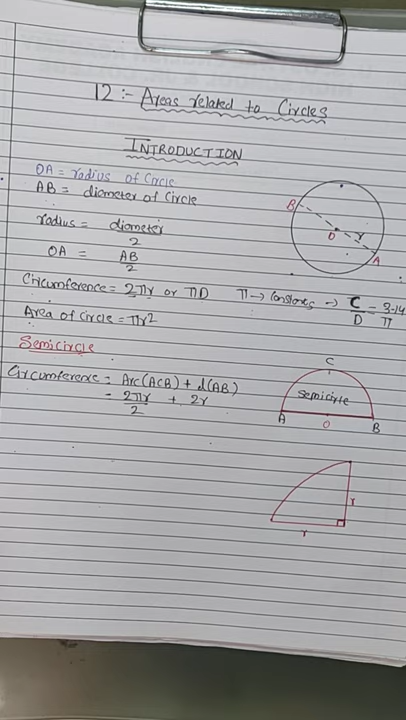 12 :- Areas related to Circles
INTRODUCTION
OA = radius of Circle
AB = diameter of Circle
radius = diameter
2
OA = AB
2
B
O
r
A
Circumference = 2πr or πD π → Constant → C/D = 3.14
π
Area of circle = πr²
Semicircle
Circumference = Arc(ACB) + d(AB)
= 2πr/2 + 2r
C
Semicircle
A
O
B
r
r